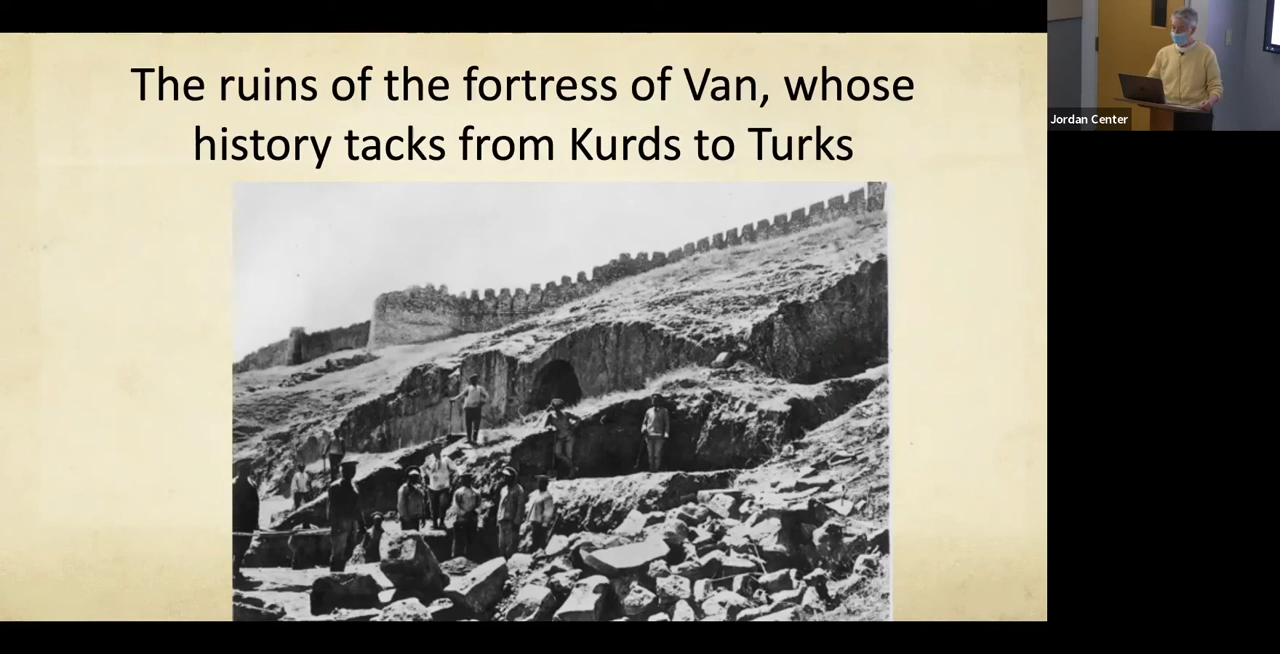 The ruins of the fortress of Van, whose
history tacks from Kurds to Turks
Jordan Center